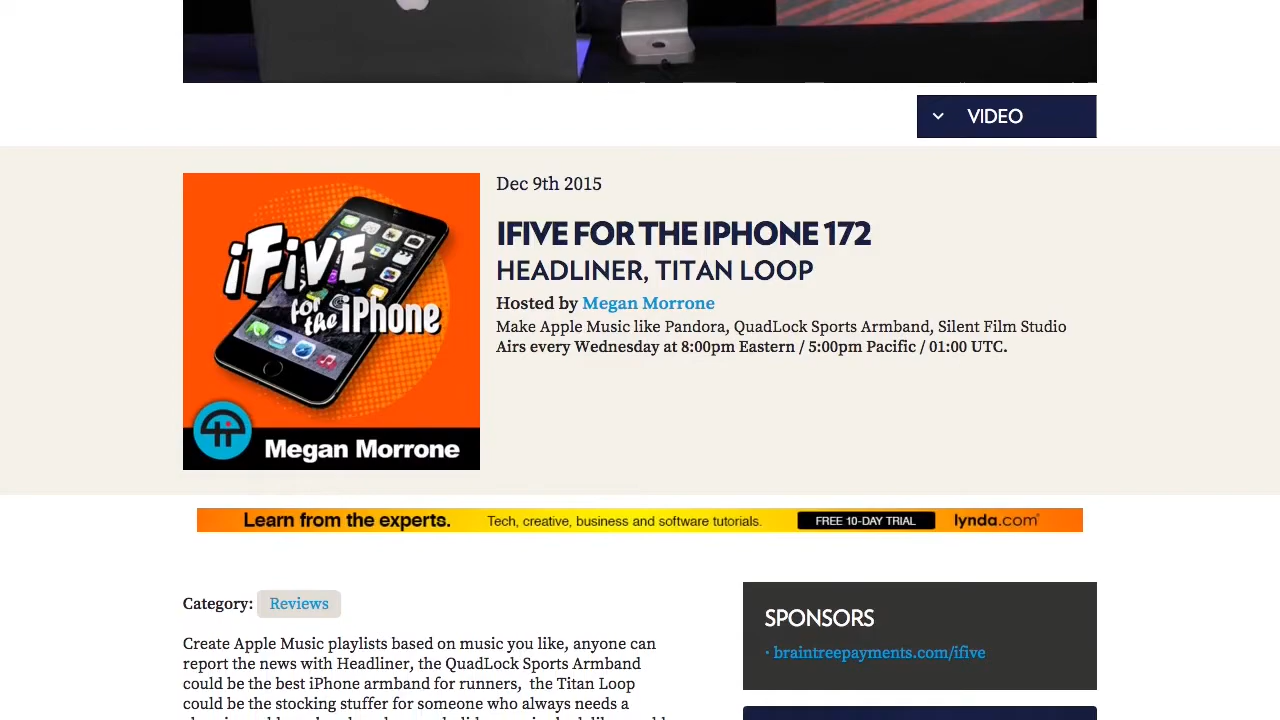 VIDEO
Dec 9th 2015
IFIVE FOR THE IPHONE 172
HEADLINER, TITAN LOOP
Hosted by Megan Morrone
Make Apple Music like Pandora, QuadLock Sports Armband, Silent Film Studio
Airs every Wednesday at 8:00pm Eastern / 5:00pm Pacific / 01:00 UTC.
iFIVE
for
the iPhone
Megan Morrone
Learn from the experts. Tech, creative, business and software tutorials. FREE 10-DAY TRIAL lynda.com
Category: Reviews
Create Apple Music playlists based on music you like, anyone can
report the news with Headliner, the QuadLock Sports Armband
could be the best iPhone armband for runners, the Titan Loop
could be the stocking stuffer for someone who always needs a
SPONSORS
· braintreepayments.com/ifive